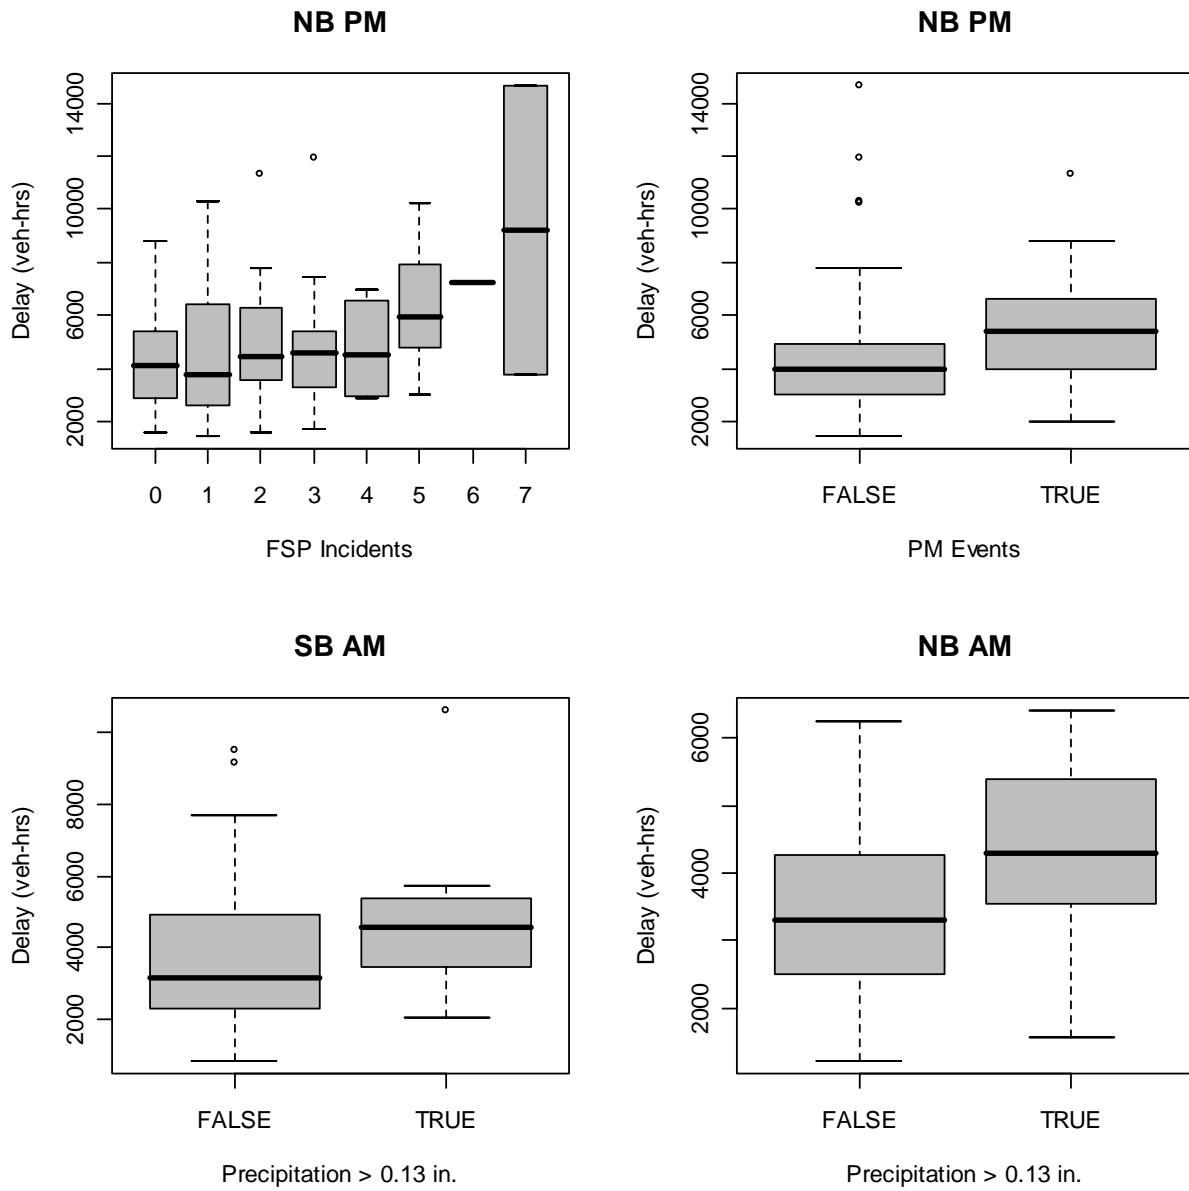 NB PM
Delay (veh-hrs)
14000
10000
6000
2000
0 1 2 3 4 5 6 7
FSP Incidents
NB PM
Delay (veh-hrs)
14000
10000
6000
2000
FALSE TRUE
PM Events
SB AM
Delay (veh-hrs)
8000
6000
4000
2000
FALSE TRUE
Precipitation > 0.13 in.
NB AM
Delay (veh-hrs)
6000
4000
2000
FALSE TRUE
Precipitation > 0.13 in.